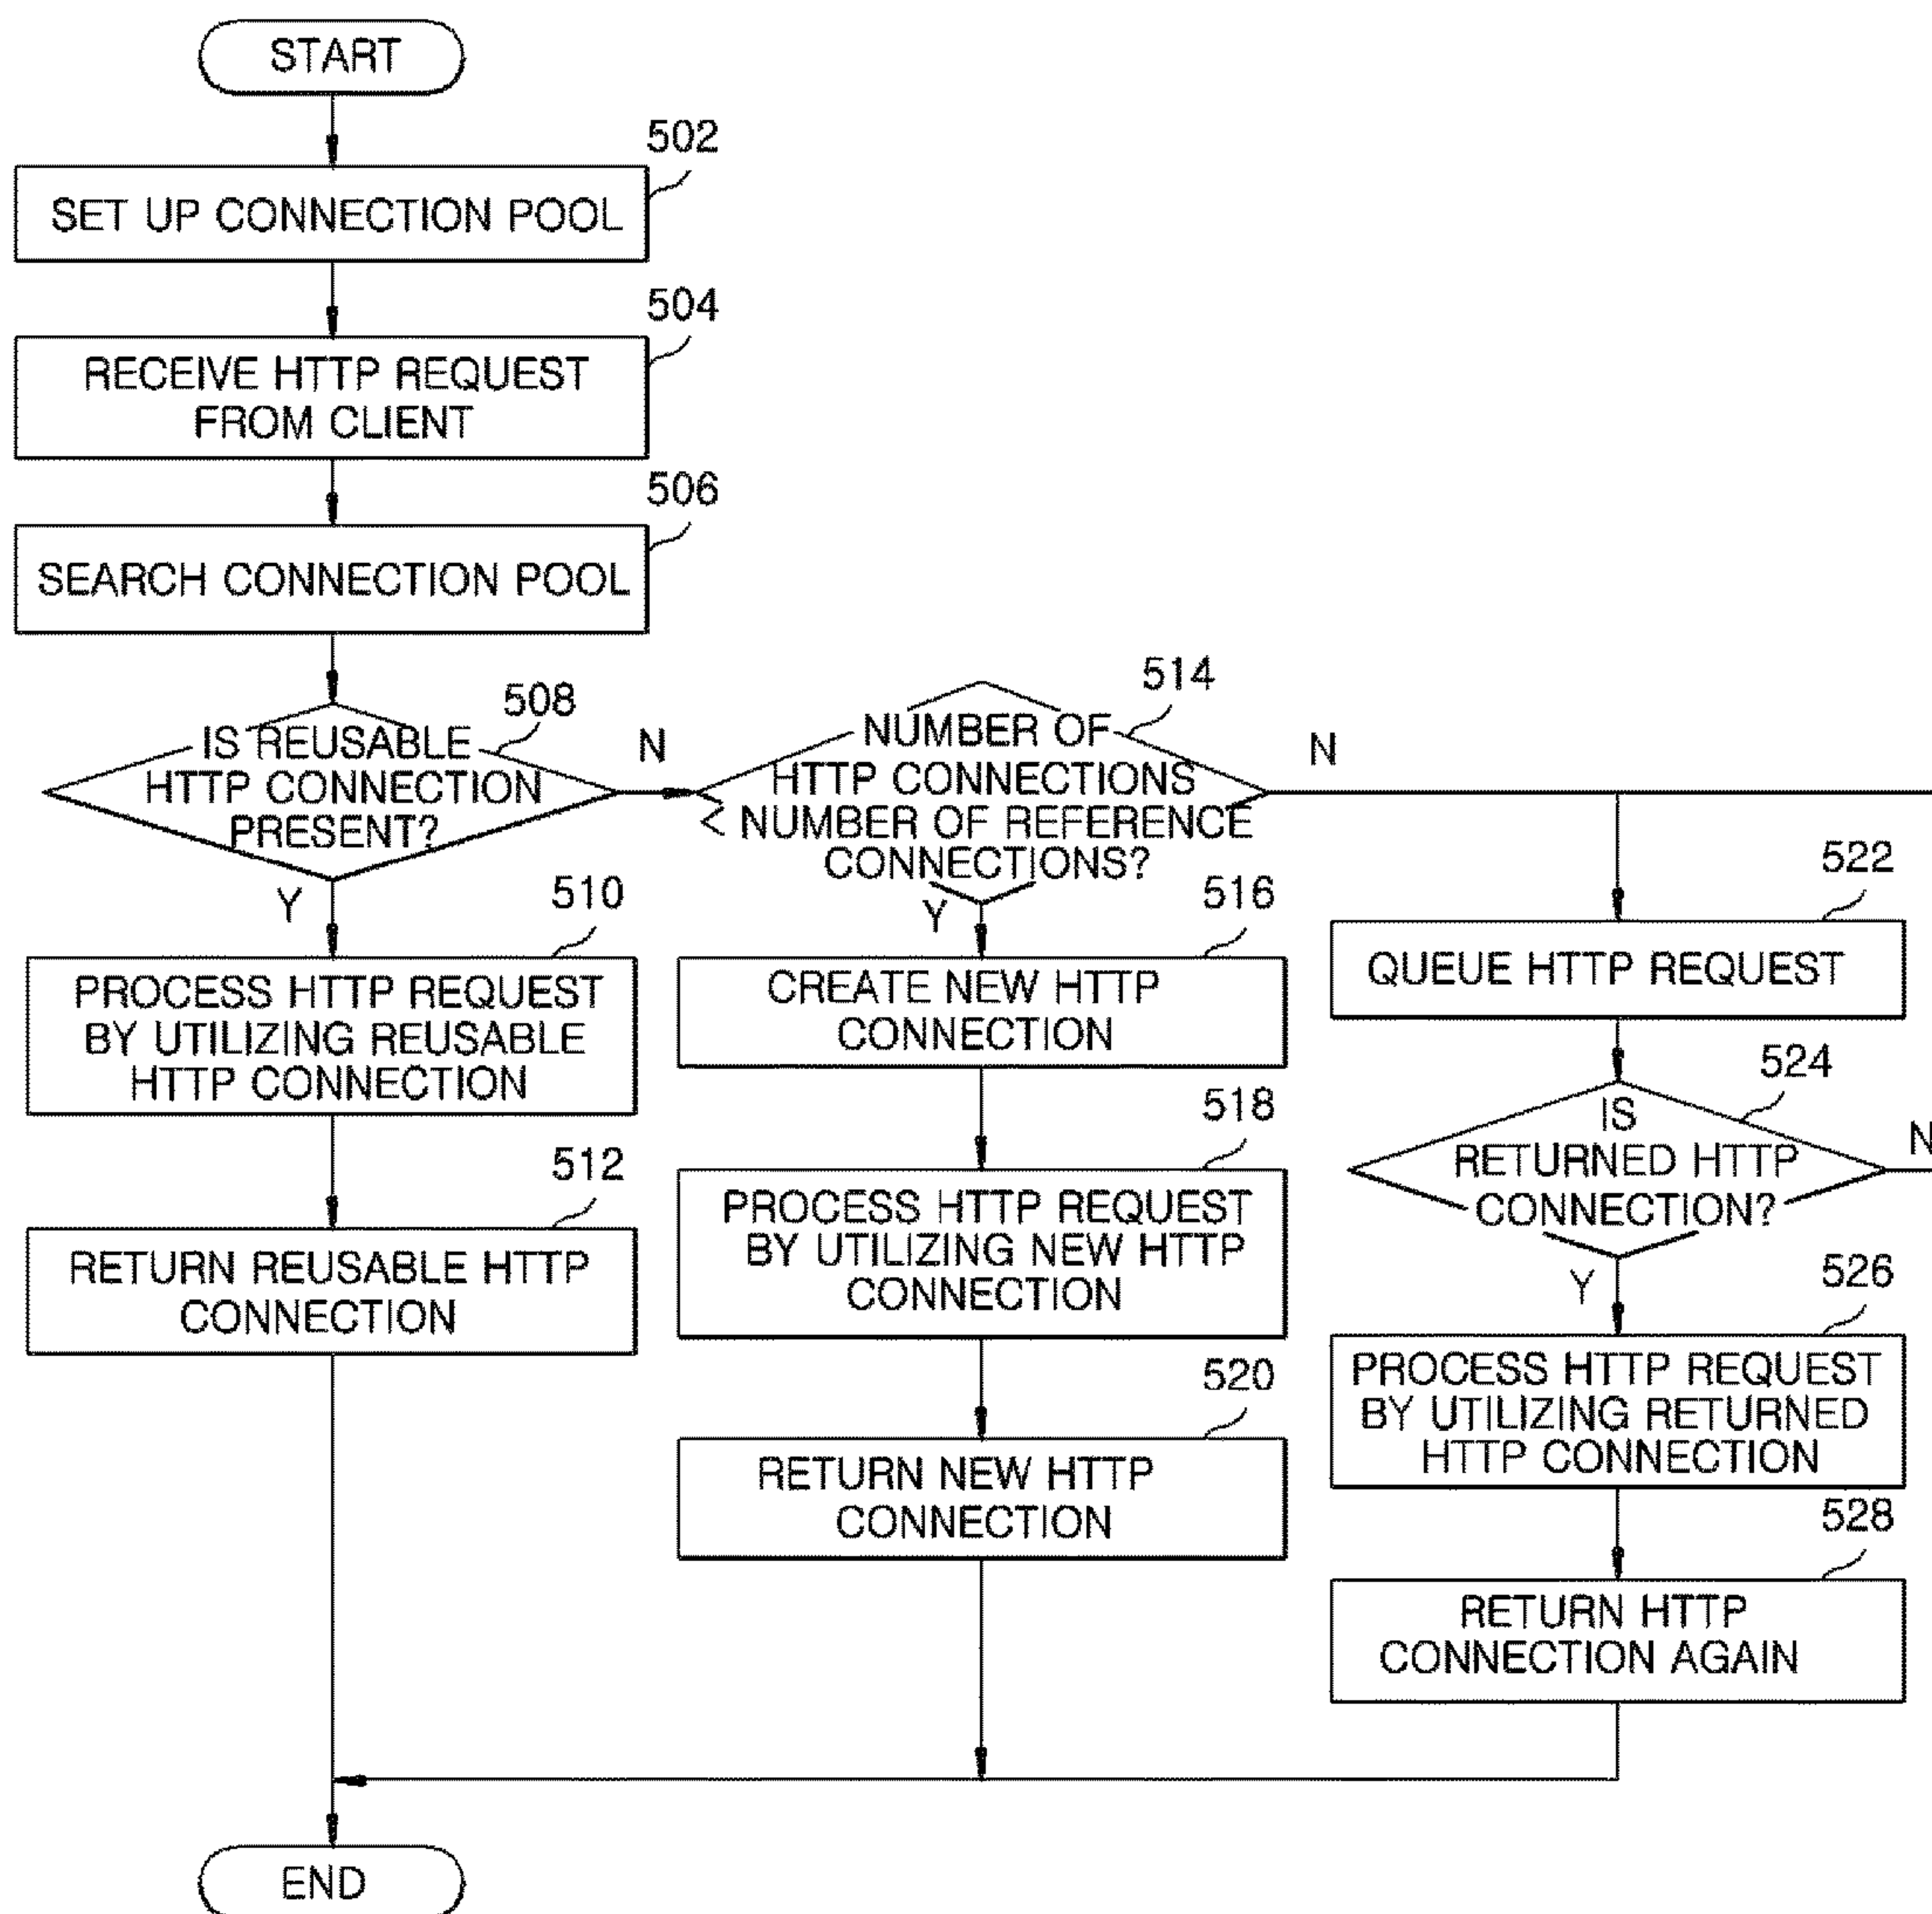 START
502
SET UP CONNECTION POOL
504
RECEIVE HTTP REQUEST
FROM CLIENT
506
SEARCH CONNECTION POOL
508
IS REUSABLE
HTTP CONNECTION
PRESENT?
N
Y
510
PROCESS HTTP REQUEST
BY UTILIZING REUSABLE
HTTP CONNECTION
512
RETURN REUSABLE HTTP
CONNECTION
514
NUMBER OF
HTTP CONNECTIONS
< NUMBER OF REFERENCE
CONNECTIONS?
N
Y
516
CREATE NEW HTTP
CONNECTION
518
PROCESS HTTP REQUEST
BY UTILIZING NEW HTTP
CONNECTION
520
RETURN NEW HTTP
CONNECTION
522
QUEUE HTTP REQUEST
524
IS
RETURNED HTTP
CONNECTION?
N
Y
526
PROCESS HTTP REQUEST
BY UTILIZING RETURNED
HTTP CONNECTION
528
RETURN HTTP
CONNECTION AGAIN
END